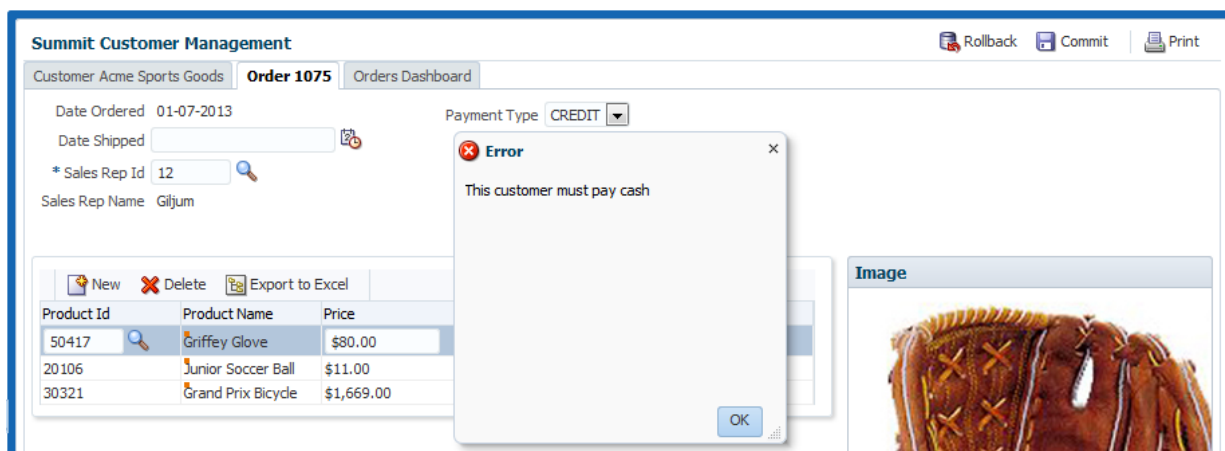 Summit Customer Management
Rollback
Commit
Print
Customer Acme Sports Goods
Order 1075
Orders Dashboard
Date Ordered 01-07-2013
Payment Type CREDIT
Date Shipped
* Sales Rep Id 12
Sales Rep Name Giljum
Error
This customer must pay cash
OK
New
Delete
Export to Excel
Product Id Product Name Price
50417 Griffey Glove $80.00
20106 Junior Soccer Ball $11.00
30321 Grand Prix Bicycle $1,669.00
Image